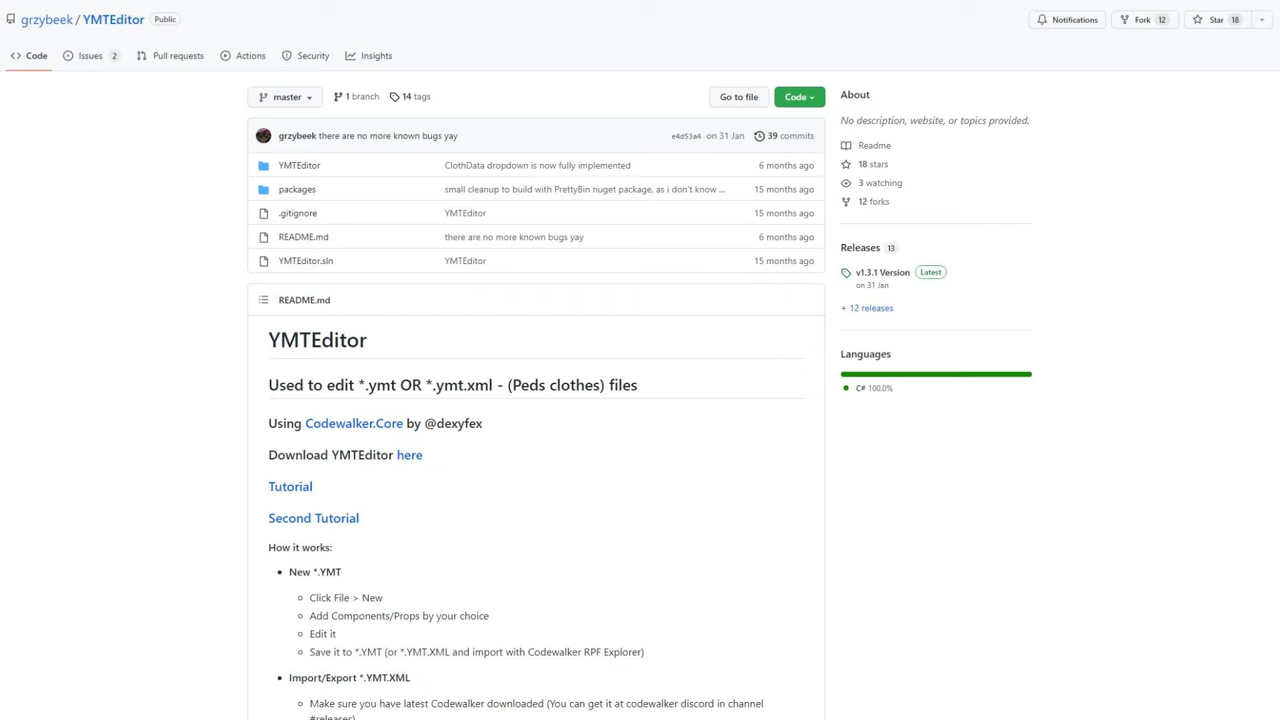 grzybeek / YMTEditor Public
Notifications Fork 12 Star 18
Code Issues 2 Pull requests Actions Security Insights
master 1 branch 14 tags Go to file Code
grzybeek there are no more known bugs yay e4d53a4 on 31 Jan 39 commits
YMTEditor ClothData dropdown is now fully implemented 6 months ago
packages small cleanup to build with PrettyBin nuget package, as i don't know ... 15 months ago
.gitignore YMTEditor 15 months ago
README.md there are no more known bugs yay 6 months ago
YMTEditor.sln YMTEditor 15 months ago
README.md
YMTEditor
Used to edit *.ymt OR *.ymt.xml - (Peds clothes) files
Using Codewalker.Core by @dexyfex
Download YMTEditor here
Tutorial
Second Tutorial
How it works:
New *.YMT
Click File > New
Add Components/Props by your choice
Edit it
Save it to *.YMT (or *.YMT.XML and import with Codewalker RPF Explorer)
Import/Export *.YMT.XML
Make sure you have latest Codewalker downloaded (You can get it at codewalker discord in channel
#releases)
About
No description, website, or topics provided.
Readme
18 stars
3 watching
12 forks
Releases 13
v1.3.1 Version Latest
on 31 Jan
+ 12 releases
Languages
C# 100.0%